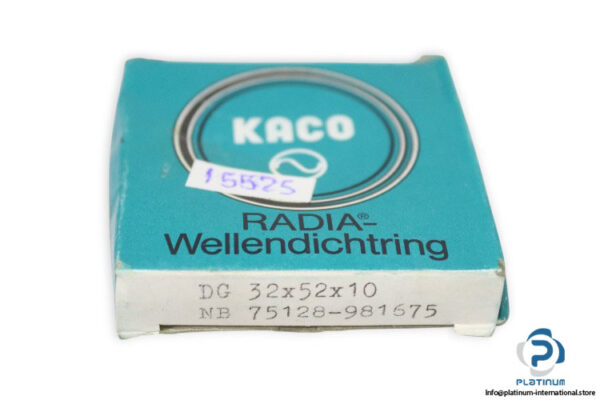 KACO
15525
RADIA®-
Wellendichtring
DG 32x52x10
NB 75128-981675
PLATINUM
info@platinum-international.store